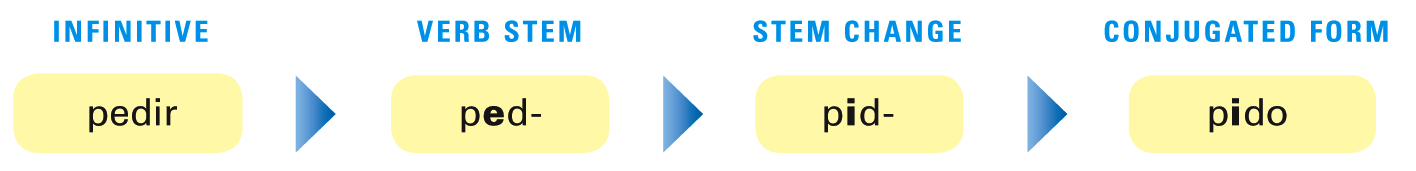 INFINITIVE VERB STEM STEM CHANGE CONJUGATED FORM
pedir ped- pid- pido